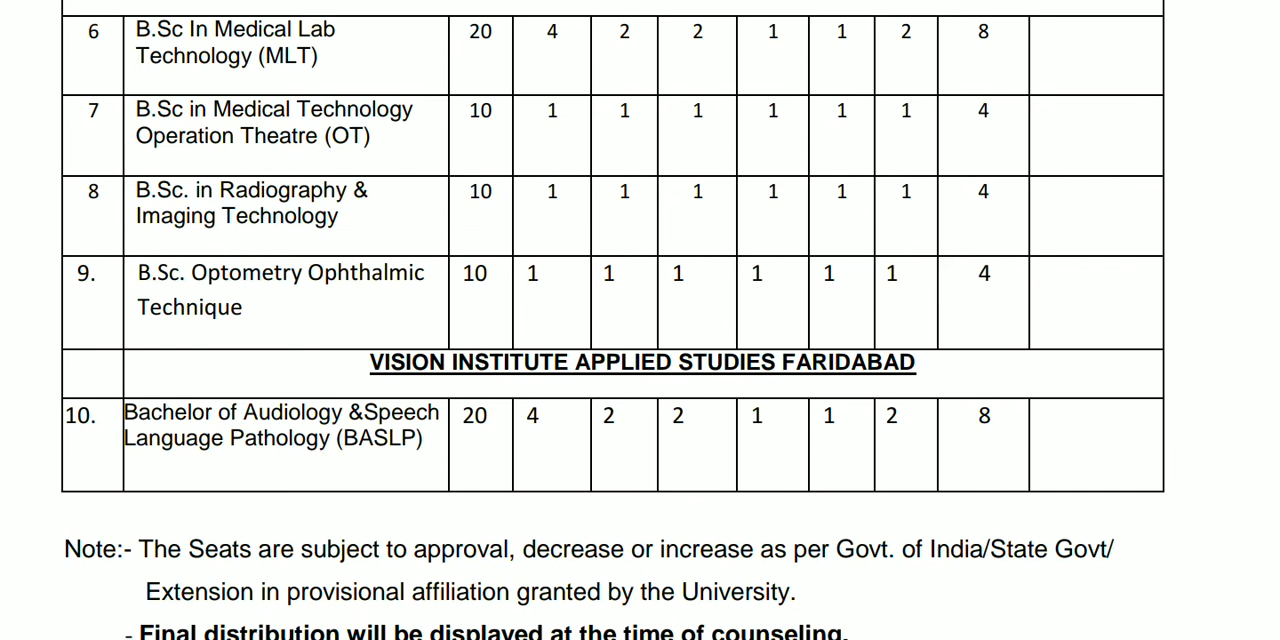 6 B.Sc In Medical Lab 20 4 2 2 1 1 2 8
Technology (MLT)
7 B.Sc in Medical Technology 10 1 1 1 1 1 1 4
Operation Theatre (OT)
8 B.Sc. in Radiography & 10 1 1 1 1 1 1 4
Imaging Technology
9. B.Sc. Optometry Ophthalmic 10 1 1 1 1 1 1 4
Technique
VISION INSTITUTE APPLIED STUDIES FARIDABAD
10. Bachelor of Audiology &Speech 20 4 2 2 1 1 2 8
Language Pathology (BASLP)
Note:- The Seats are subject to approval, decrease or increase as per Govt. of India/State Govt/
Extension in provisional affiliation granted by the University.
- Final distribution will be displayed at the time of counseling.